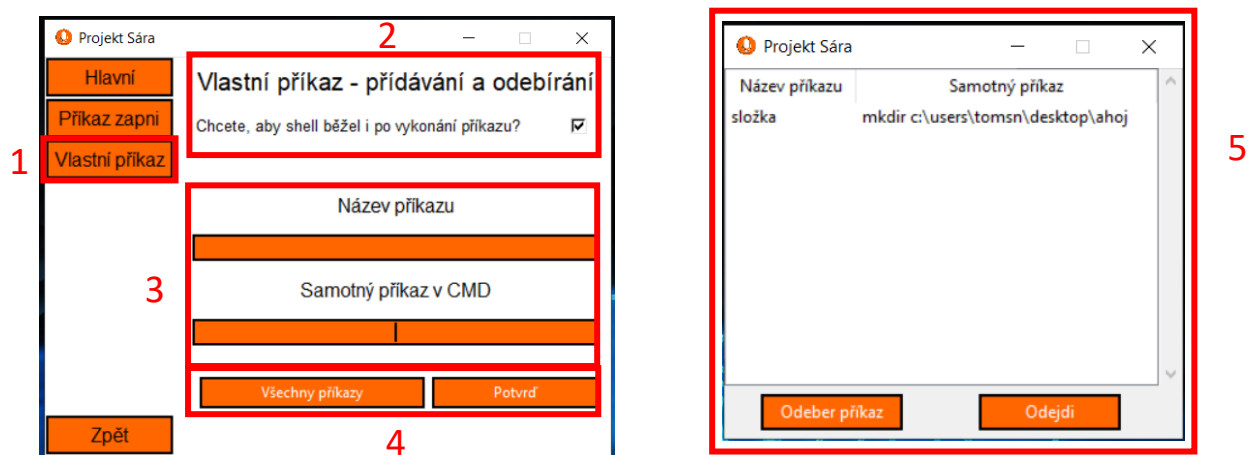 2
Projekt Sára
Hlavní
Příkaz zapni
1
Vlastní příkaz
Vlastní příkaz - přídávání a odebírání
Chcete, aby shell běžel i po vykonání příkazu?
3
Název příkazu
Samotný příkaz v CMD
Všechny příkazy
Potvrď
Zpět
4
Projekt Sára
Název příkazu Samotný příkaz
složka mkdir c:\users\tomsn\desktop\ahoj
5
Odeber příkaz
Odejdi